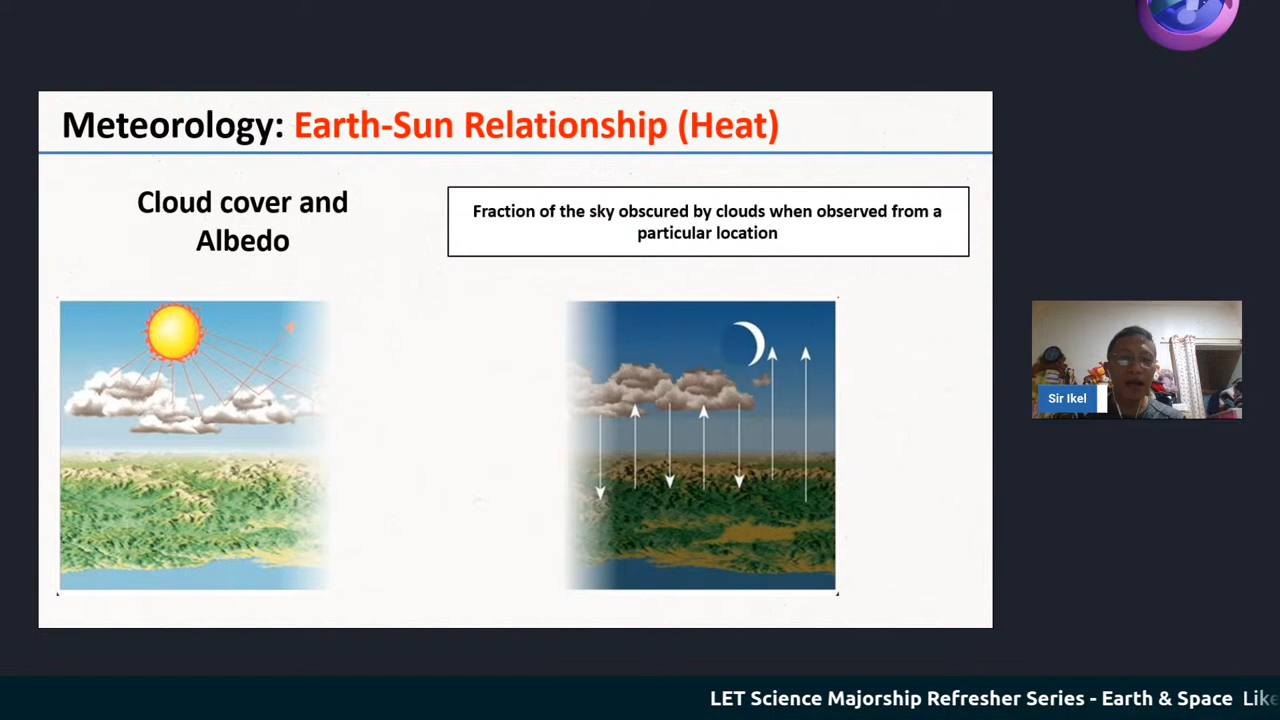 Meteorology: Earth-Sun Relationship (Heat)
Cloud cover and
Albedo
Fraction of the sky obscured by clouds when observed from a
particular location
Sir Ikel
LET Science Majorship Refresher Series - Earth & Space Like